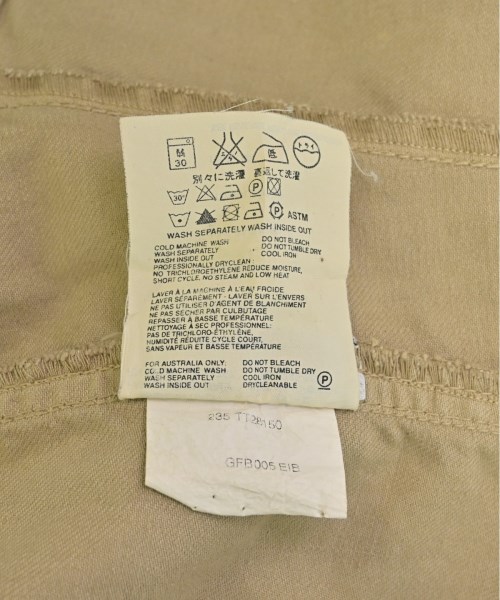 30
別々に洗濯 裏返して洗濯
30°
P
ASTM
WASH SEPARATELY WASH INSIDE OUT
COLD MACHINE WASH DO NOT BLEACH
WASH SEPARATELY DO NOT TUMBLE DRY
WASH INSIDE OUT COOL IRON
PROFESSIONALLY DRYCLEAN:
NO TRICHLOROETHYLENE REDUCE MOISTURE,
SHORT CYCLE, NO STEAM AND LOW HEAT
LAVER À LA MACHINE À L'EAU FROIDE
LAVER SÉPARÉMENT - LAVER SUR L'ENVERS
NE PAS UTILISER D'AGENT DE BLANCHIMENT
NE PAS SÉCHER PAR CULBUTAGE
REPASSER À BASSE TEMPÉRATURE
NETTOYAGE À SEC PROFESSIONNEL:
PAS DE TRICHLORO-ÉTHYLÈNE,
HUMIDITÉ RÉDUITE CYCLE COURT,
SANS VAPEUR ET BASSE TEMPÉRATURE
FOR AUSTRALIA ONLY: DO NOT BLEACH
COLD MACHINE WASH DO NOT TUMBLE DRY
WASH SEPARATELY COOL IRON
WASH INSIDE OUT DRYCLEANABLE P
235 TT28150
GFB005EIB